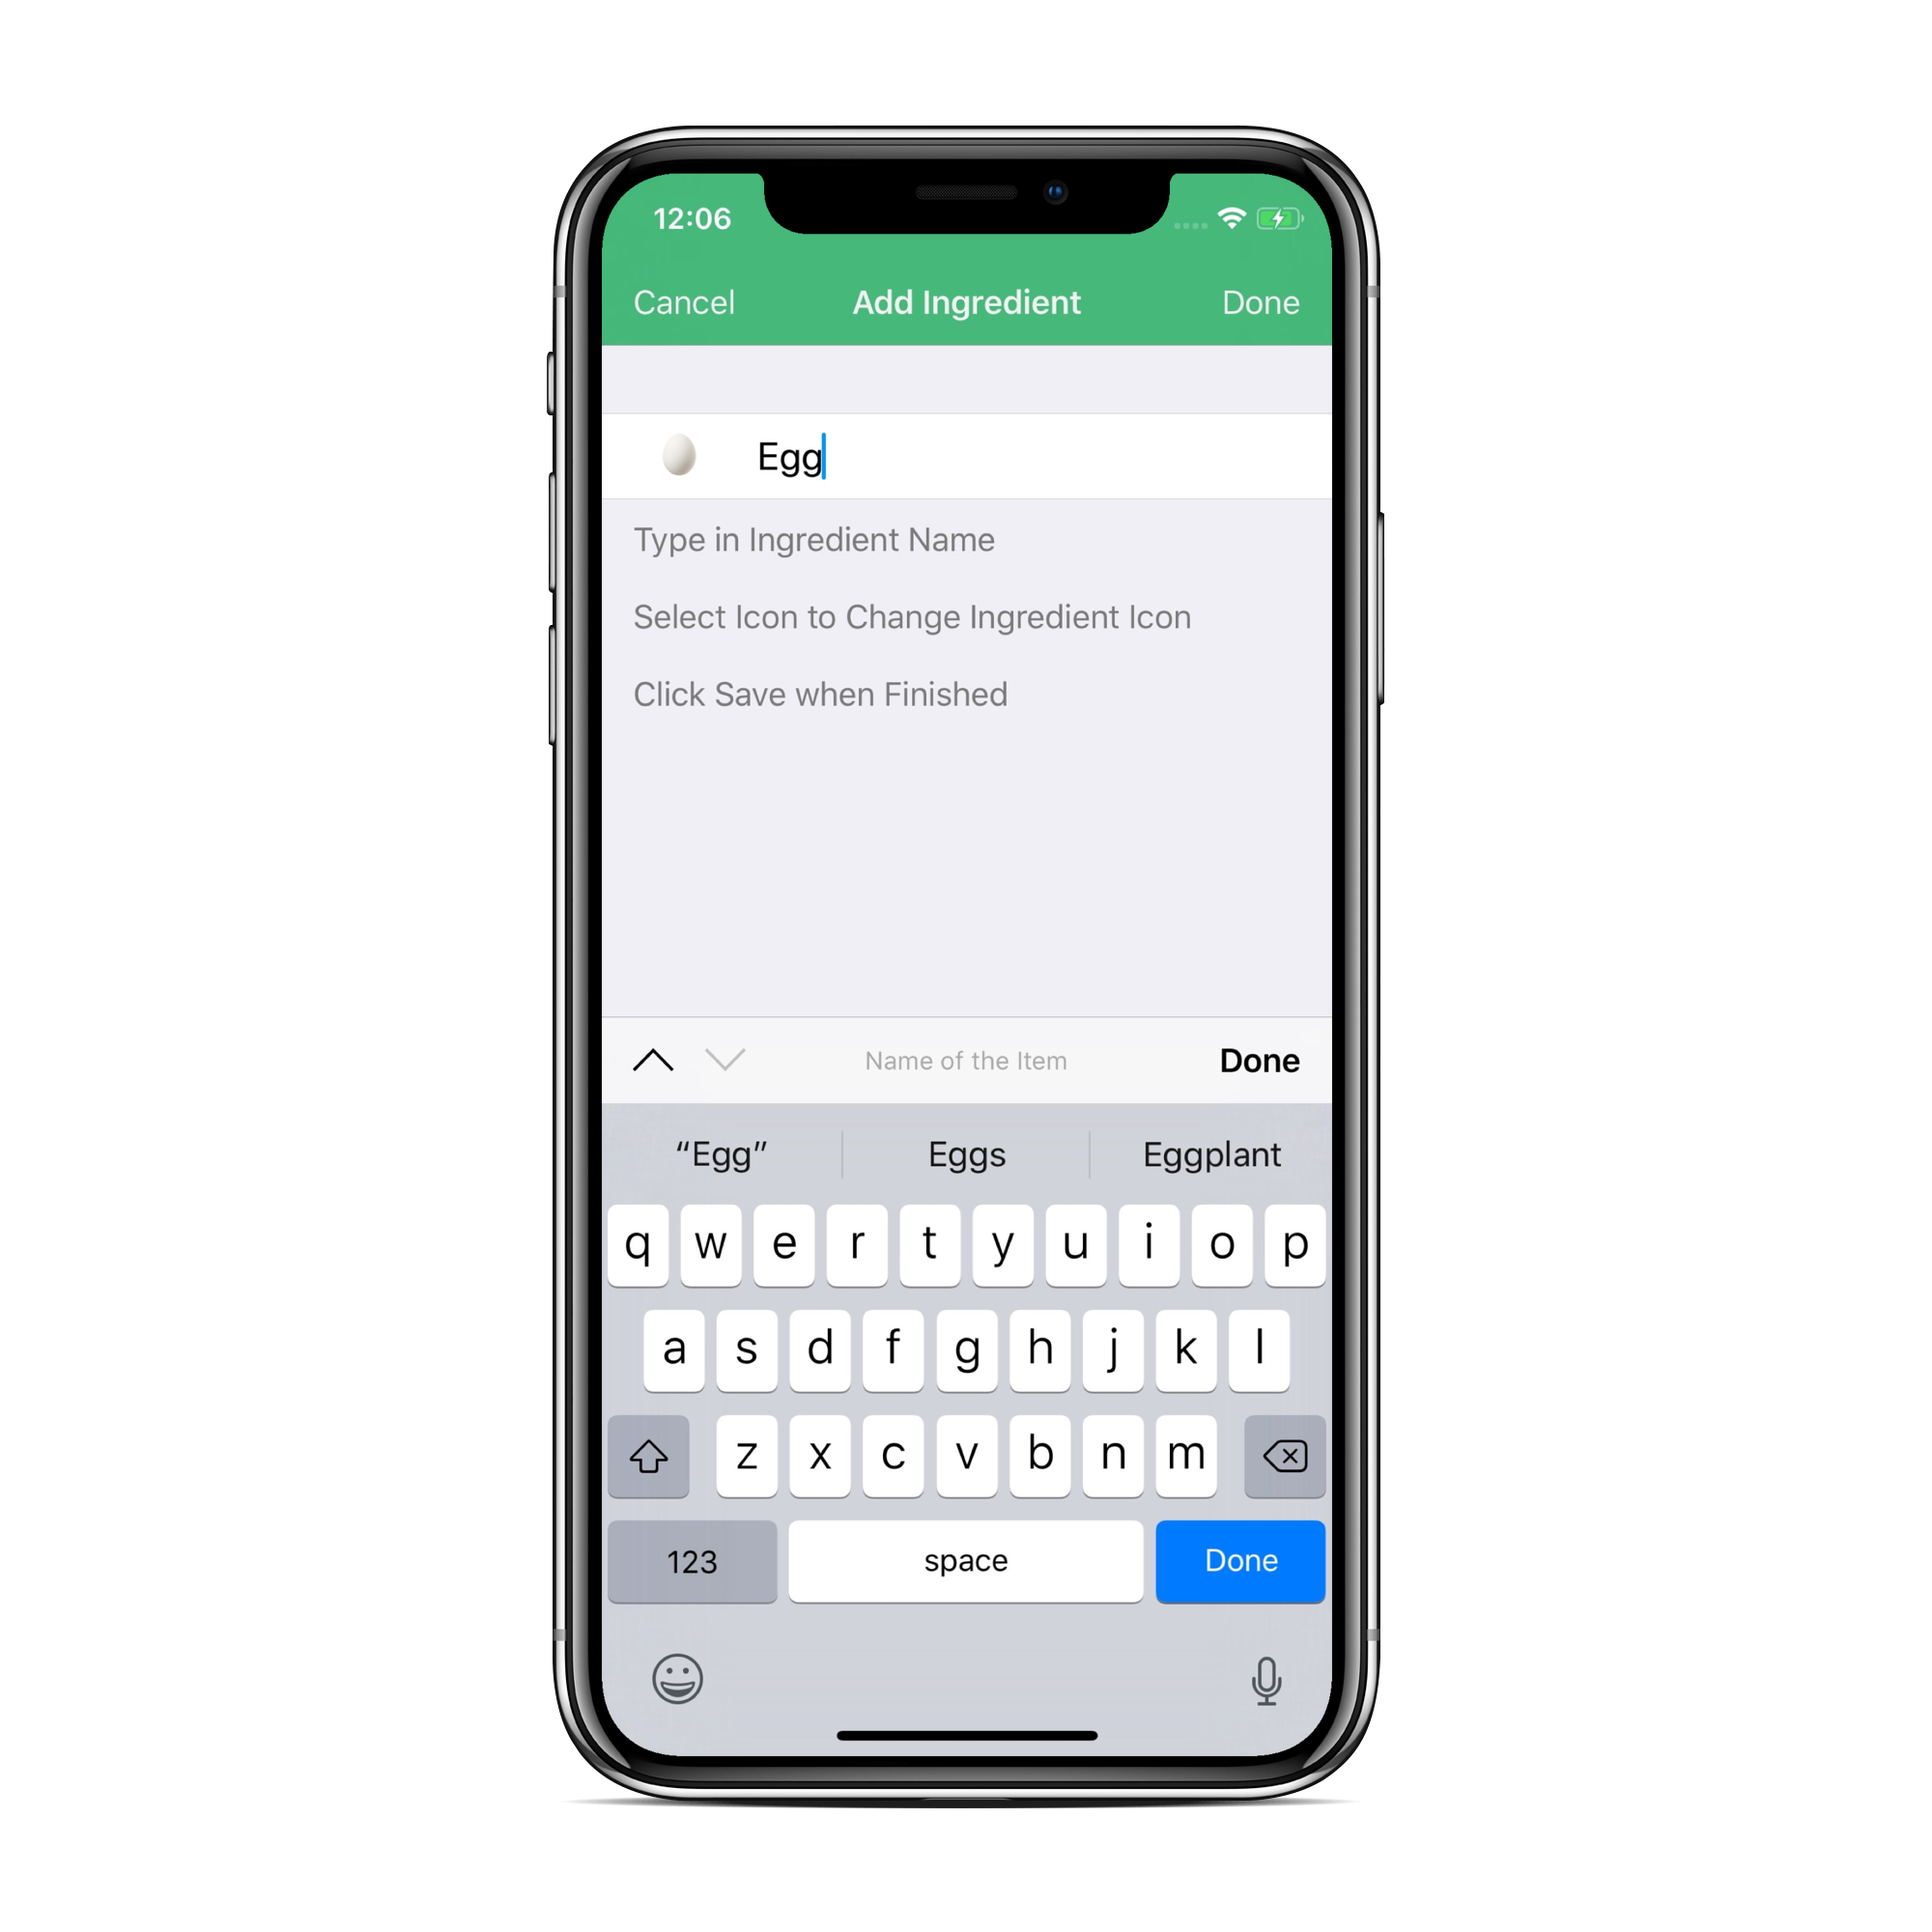 12:06
Cancel Add Ingredient Done
Egg
Type in Ingredient Name
Select Icon to Change Ingredient Icon
Click Save when Finished
Name of the Item Done
“Egg” Eggs Eggplant
q w e r t y u i o p
a s d f g h j k l
z x c v b n m
123 space Done